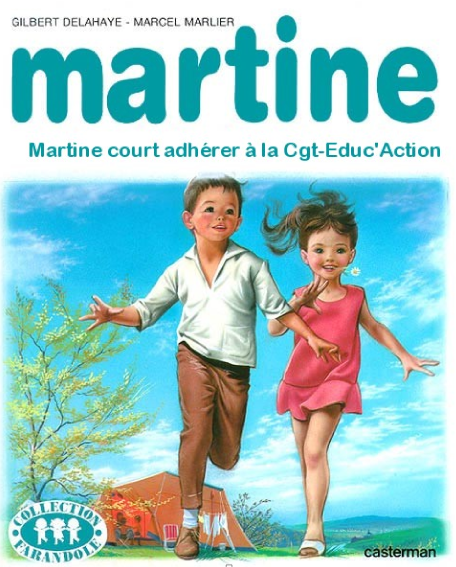 GILBERT DELAHAYE - MARCEL MARLIER
martine
Martine court adhérer à la Cgt-Educ'Action
COLLECTION
FARANDOLE
casterman